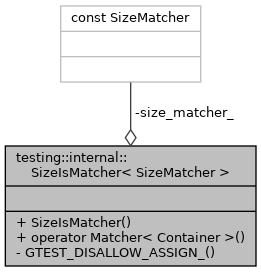 const SizeMatcher
-size_matcher_
testing::internal::
SizeIsMatcher< SizeMatcher >
+ SizeIsMatcher()
+ operator Matcher< Container >()
- GTEST_DISALLOW_ASSIGN_()